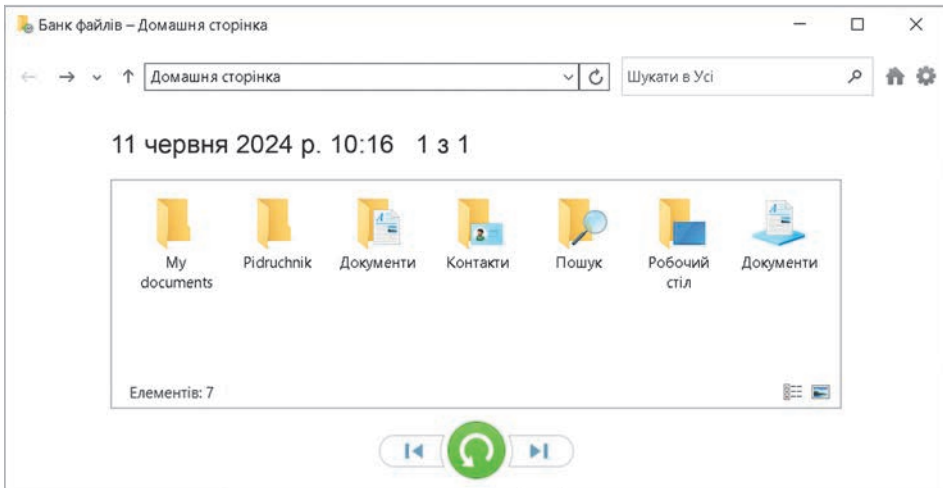 Банк файлів – Домашня сторінка
Домашня сторінка
Шукати в Усі
11 червня 2024 р. 10:16 1 з 1
My documents
Pidruchnik
Документи
Контакти
Пошук
Робочий стіл
Документи
Елементів: 7